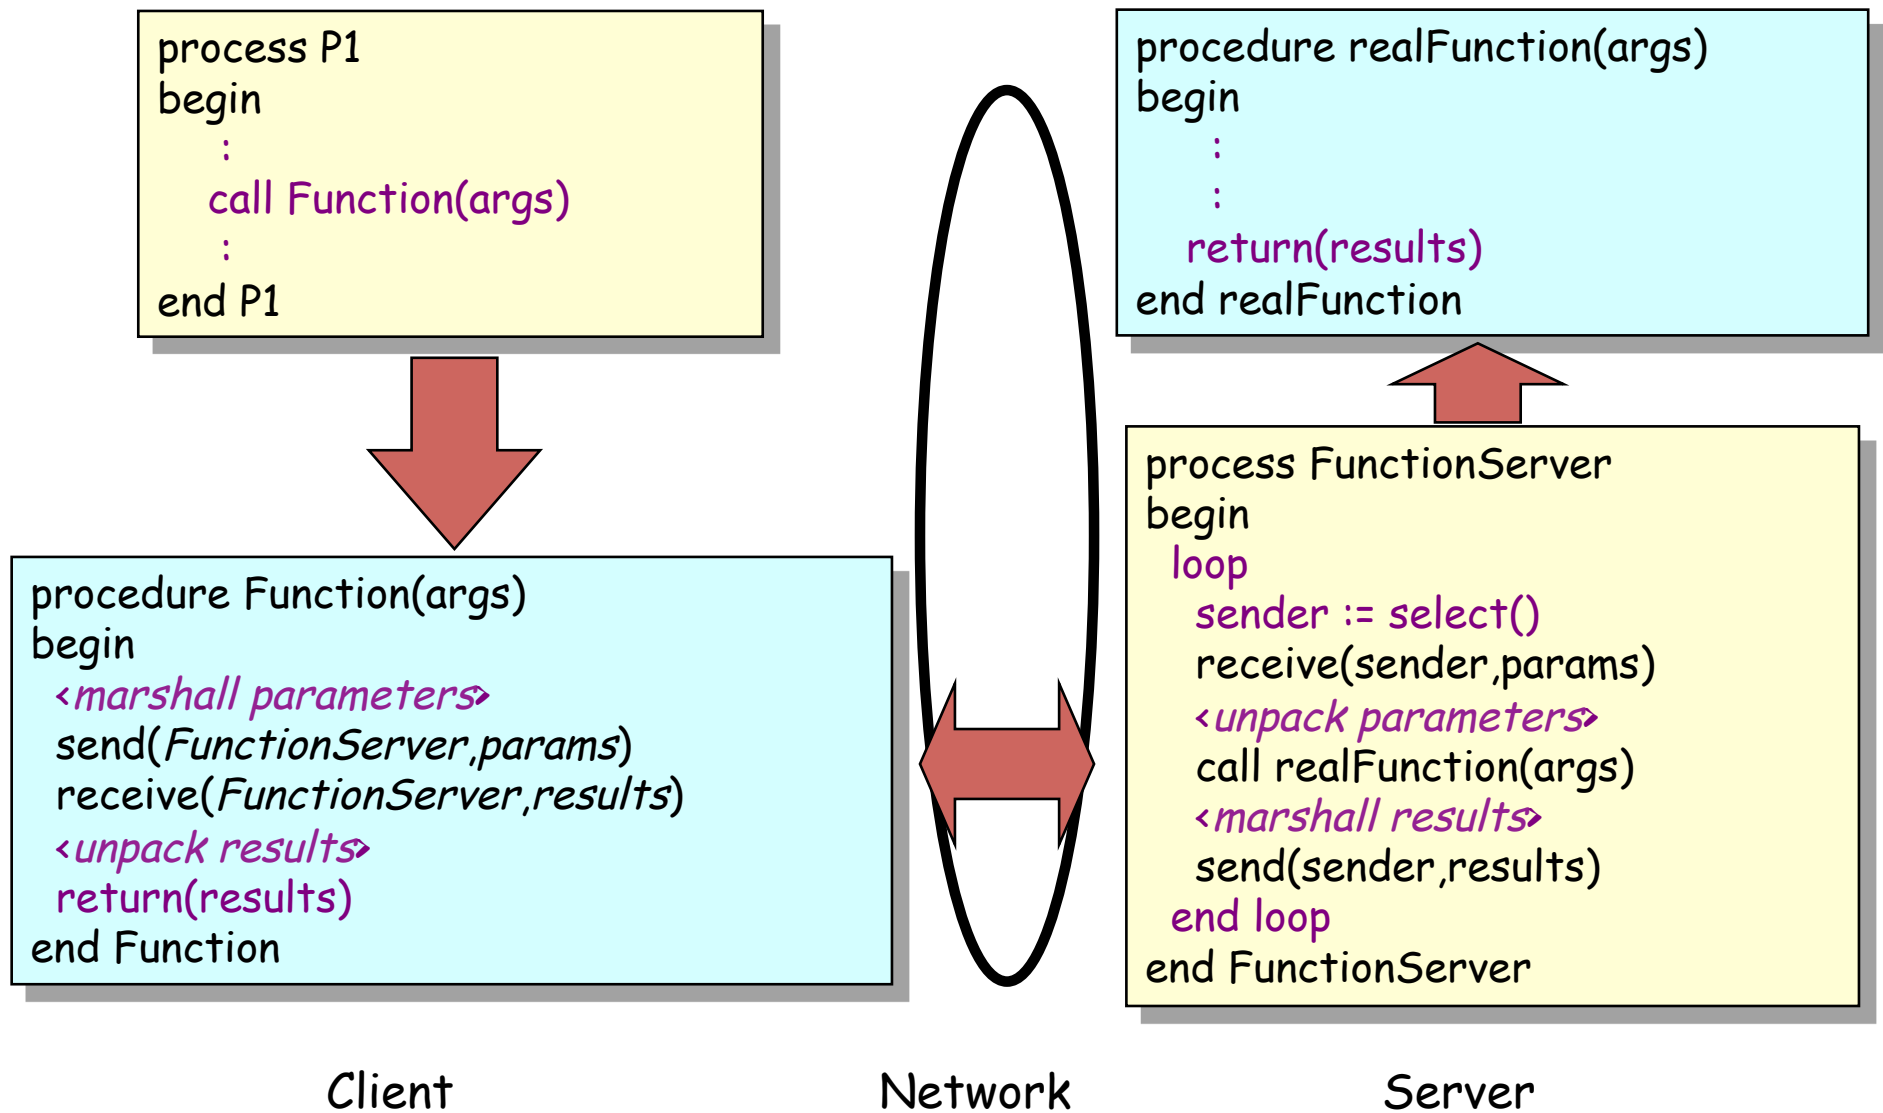 process P1
begin
:
call Function(args)
:
end P1
procedure Function(args)
begin
<marshall parameters>
send(FunctionServer,params)
receive(FunctionServer,results)
<unpack results>
return(results)
end Function
procedure realFunction(args)
begin
:
:
return(results)
end realFunction
process FunctionServer
begin
loop
sender := select()
receive(sender,params)
<unpack parameters>
call realFunction(args)
<marshall results>
send(sender,results)
end loop
end FunctionServer
Client
Network
Server